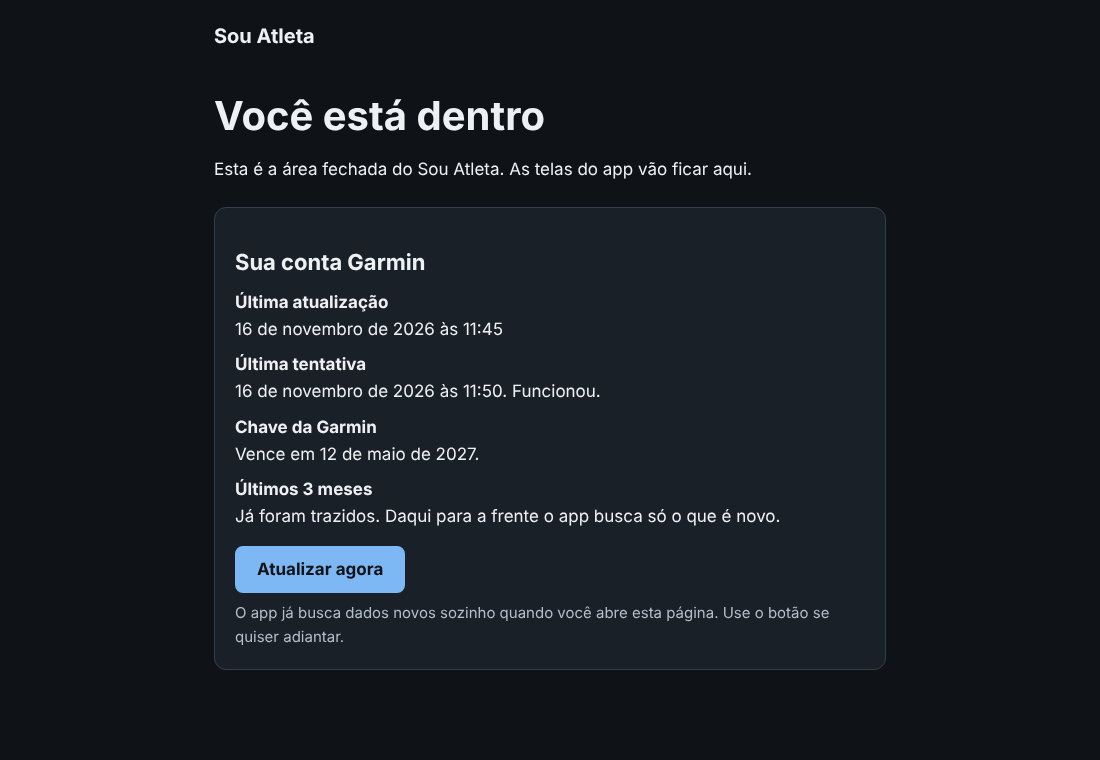 Sou Atleta
Você está dentro
Esta é a área fechada do Sou Atleta. As telas do app vão ficar aqui.
Sua conta Garmin
Última atualização
16 de novembro de 2026 às 11:45
Última tentativa
16 de novembro de 2026 às 11:50. Funcionou.
Chave da Garmin
Vence em 12 de maio de 2027.
Últimos 3 meses
Já foram trazidos. Daqui para a frente o app busca só o que é novo.
Atualizar agora
O app já busca dados novos sozinho quando você abre esta página. Use o botão se
quiser adiantar.